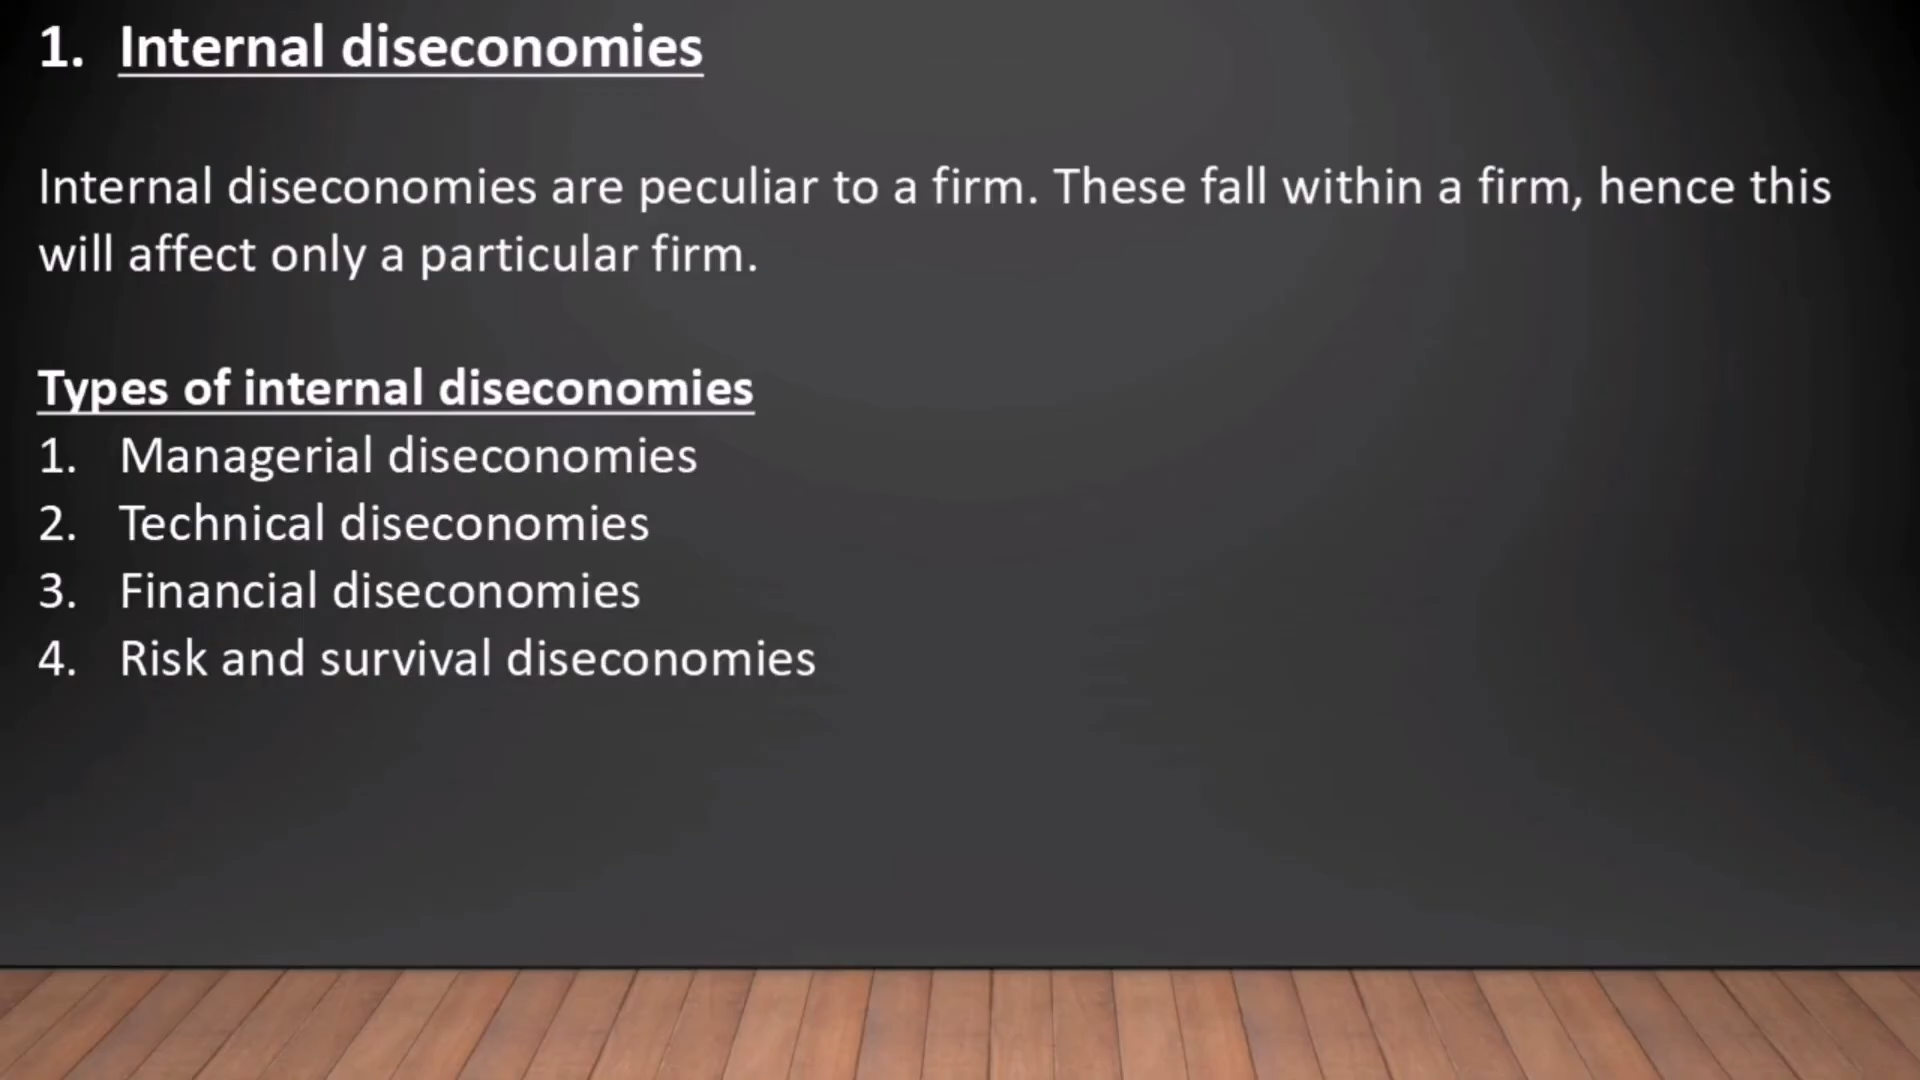 1. Internal diseconomies
Internal diseconomies are peculiar to a firm. These fall within a firm, hence this
will affect only a particular firm.
Types of internal diseconomies
1. Managerial diseconomies
2. Technical diseconomies
3. Financial diseconomies
4. Risk and survival diseconomies